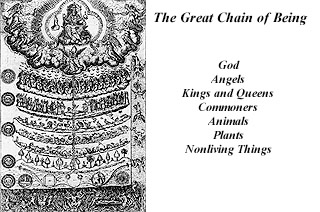 The Great Chain of Being
God
Angels
Kings and Queens
Commoners
Animals
Plants
Nonliving Things